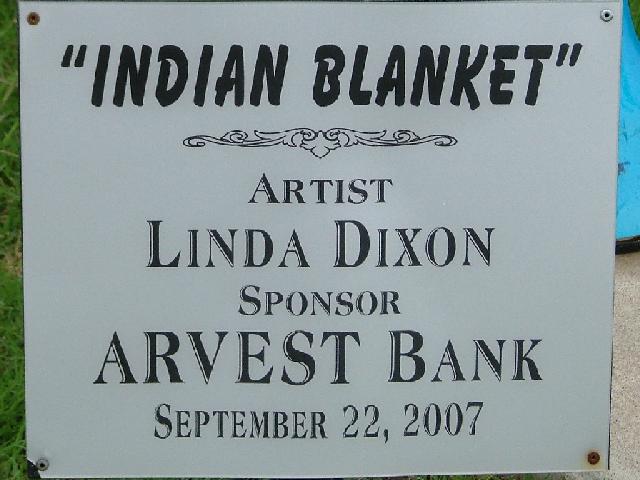 "INDIAN BLANKET"
ARTIST
LINDA DIXON
SPONSOR
ARVEST BANK
SEPTEMBER 22, 2007